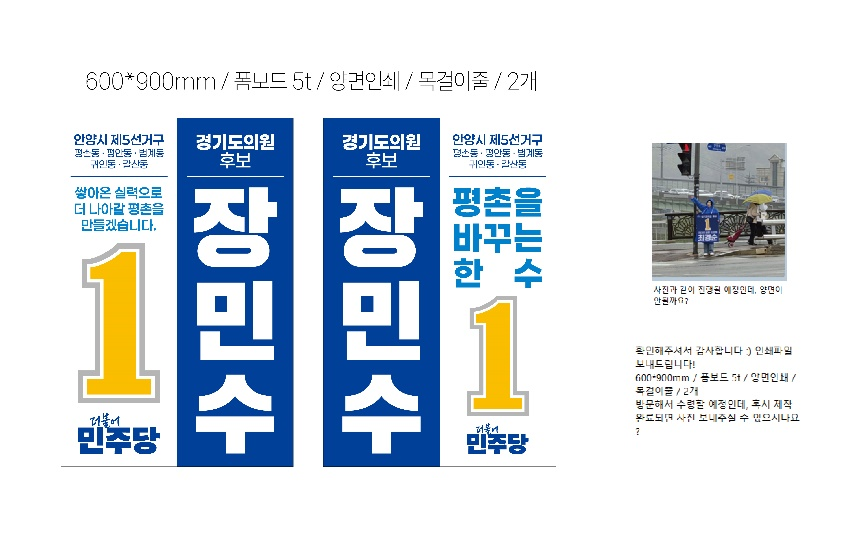 600*900mm / 폼보드 5t / 양면인쇄 / 목걸이줄 / 2개
안양시 제5선거구
평촌동 · 평안동 · 범계동
귀인동 · 갈산동
쌓아온 실력으로
더 나아갈 평촌을
만들겠습니다.
1
더불어
민주당
경기도의원
후보
장
민
수
경기도의원
후보
장
민
수
안양시 제5선거구
평촌동 · 평안동 · 범계동
귀인동 · 갈산동
평촌을
바꾸는
한 수
1
더불어
민주당
1
사진과 같이 진행될 예정인데, 양면이
안될까요?
확인해주셔서 감사합니다 :) 인쇄파일
보내드립니다!
600*900mm / 폼보드 5t / 양면인쇄 /
목걸이줄 / 2개
방문해서 수령할 예정인데, 혹시 제작
완료되면 사진 보내주실 수 있으시나요
?